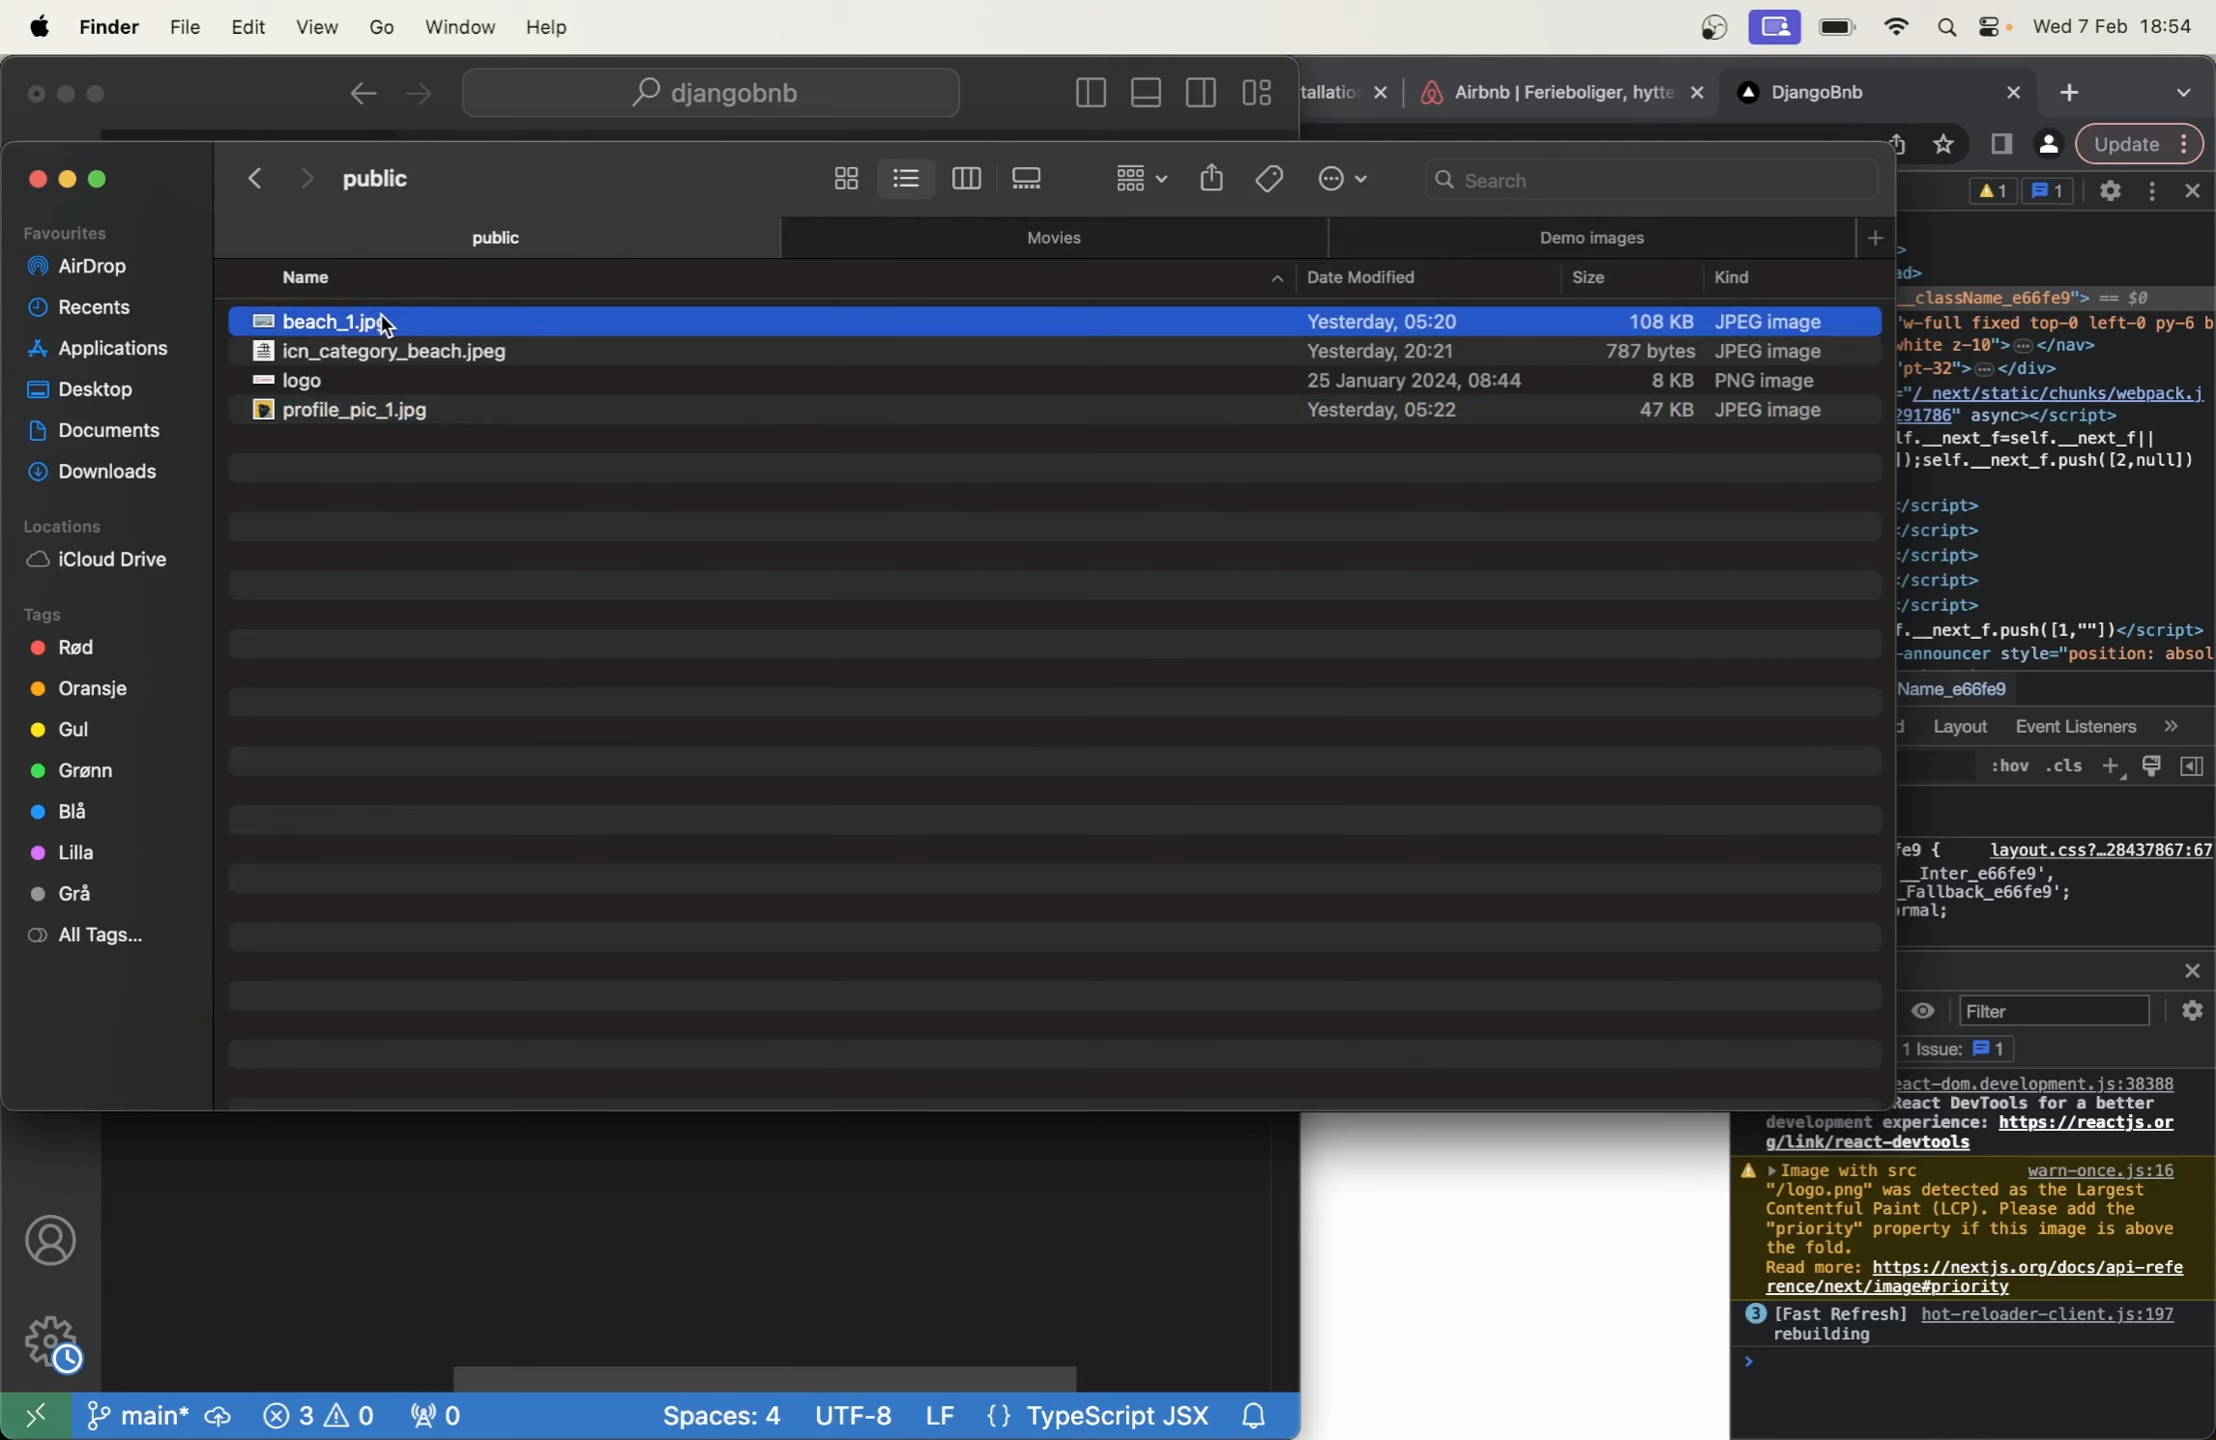 Finder File Edit View Go Window Help Wed 7 Feb 18:54
djangobnb
Airbnb | Ferieboliger, hytte DjangoBnb
Update
public Search
1 1
Favourites
public Movies Demo images
AirDrop
Name Date Modified Size Kind
Recents
beach_1.jpg Yesterday, 05:20 108 KB JPEG image
Applications
icn_category_beach.jpeg Yesterday, 20:21 787 bytes JPEG image
Desktop
logo 25 January 2024, 08:44 8 KB PNG image
Documents
profile_pic_1.jpg Yesterday, 05:22 47 KB JPEG image
Downloads
Locations
iCloud Drive
Tags
Rød
Oransje
Gul
Grønn
Blå
Lilla
Grå
All Tags...
__className_e66fe9"> == $0
"w-full fixed top-0 left-0 py-6 b
white z-10"> … </nav>
"pt-32"> … </div>
="/_next/static/chunks/webpack.j
291786" async></script>
lf.__next_f=self.__next_f||
]);self.__next_f.push([2,null])
</script>
</script>
</script>
</script>
</script>
f.__next_f.push([1,""])</script>
-announcer style="position: absol
Name_e66fe9
Layout Event Listeners »
:hov .cls
fe9 { layout.css?…28437867:67
__Inter_e66fe9',
_Fallback_e66fe9';
rmal;
Filter
1 Issue: 1
eact-dom.development.js:38388
React DevTools for a better
development experience: https://reactjs.or
g/link/react-devtools
Image with src warn-once.js:16
"/logo.png" was detected as the Largest
Contentful Paint (LCP). Please add the
"priority" property if this image is above
the fold.
Read more: https://nextjs.org/docs/api-refe
rence/next/image#priority
3 [Fast Refresh] hot-reloader-client.js:197
rebuilding
main* 3 0 0 Spaces: 4 UTF-8 LF {} TypeScript JSX